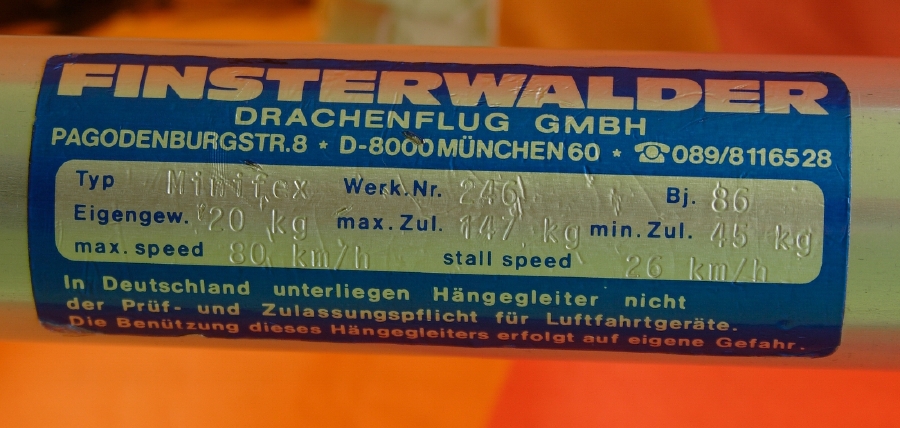 FINSTERWALDER
DRACHENFLUG GMBH
PAGODENBURGSTR.8 * D-8000 MÜNCHEN 60 * ☎ 089/8116528
Typ Minifex Werk.Nr. 246 Bj. 86
Eigengew. 20 kg max. Zul. 147 kg min. Zul. 45 kg
max. speed 80 km/h stall speed 26 km/h
In Deutschland unterliegen Hängegleiter nicht
der Prüf- und Zulassungspflicht für Luftfahrtgeräte.
Die Benützung dieses Hängegleiters erfolgt auf eigene Gefahr.